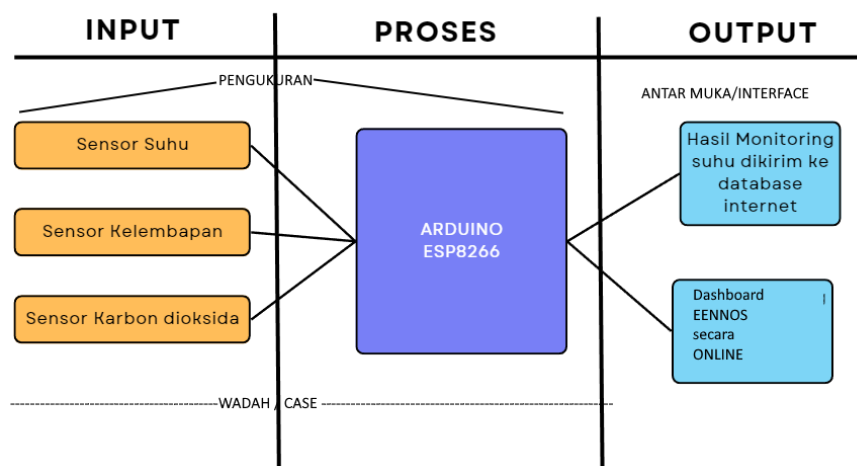 INPUT
PROSES
OUTPUT
PENGUKURAN
ANTAR MUKA/INTERFACE
Sensor Suhu
Sensor Kelembapan
Sensor Karbon dioksida
ARDUINO
ESP8266
Hasil Monitoring
suhu dikirim ke
database
internet
Dashboard
EENNOS
secara
ONLINE
WADAH / CASE